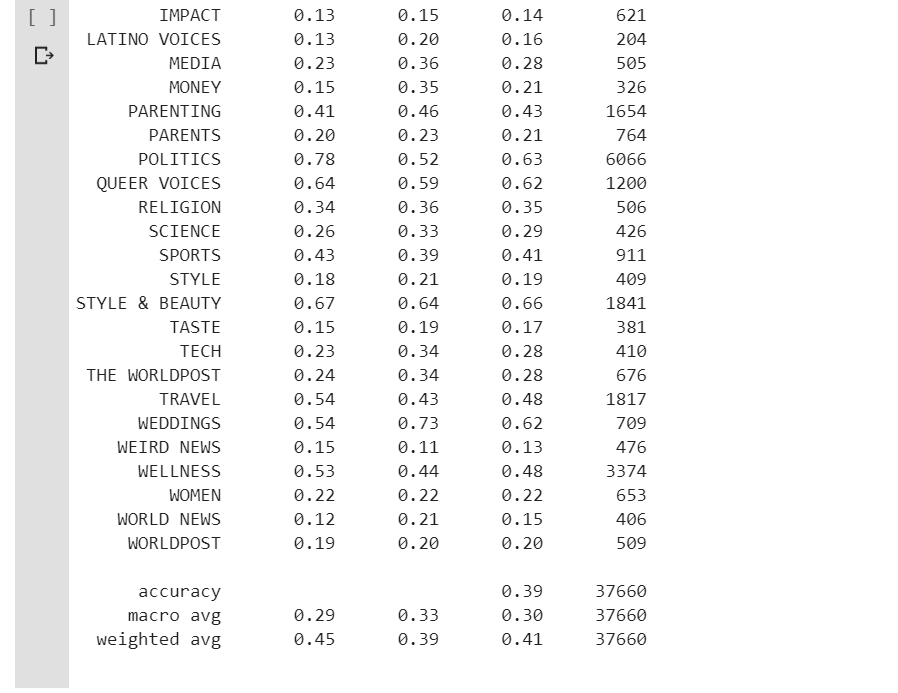 [ ] IMPACT 0.13 0.15 0.14 621
LATINO VOICES 0.13 0.20 0.16 204
MEDIA 0.23 0.36 0.28 505
MONEY 0.15 0.35 0.21 326
PARENTING 0.41 0.46 0.43 1654
PARENTS 0.20 0.23 0.21 764
POLITICS 0.78 0.52 0.63 6066
QUEER VOICES 0.64 0.59 0.62 1200
RELIGION 0.34 0.36 0.35 506
SCIENCE 0.26 0.33 0.29 426
SPORTS 0.43 0.39 0.41 911
STYLE 0.18 0.21 0.19 409
STYLE & BEAUTY 0.67 0.64 0.66 1841
TASTE 0.15 0.19 0.17 381
TECH 0.23 0.34 0.28 410
THE WORLDPOST 0.24 0.34 0.28 676
TRAVEL 0.54 0.43 0.48 1817
WEDDINGS 0.54 0.73 0.62 709
WEIRD NEWS 0.15 0.11 0.13 476
WELLNESS 0.53 0.44 0.48 3374
WOMEN 0.22 0.22 0.22 653
WORLD NEWS 0.12 0.21 0.15 406
WORLDPOST 0.19 0.20 0.20 509
accuracy 0.39 37660
macro avg 0.29 0.33 0.30 37660
weighted avg 0.45 0.39 0.41 37660